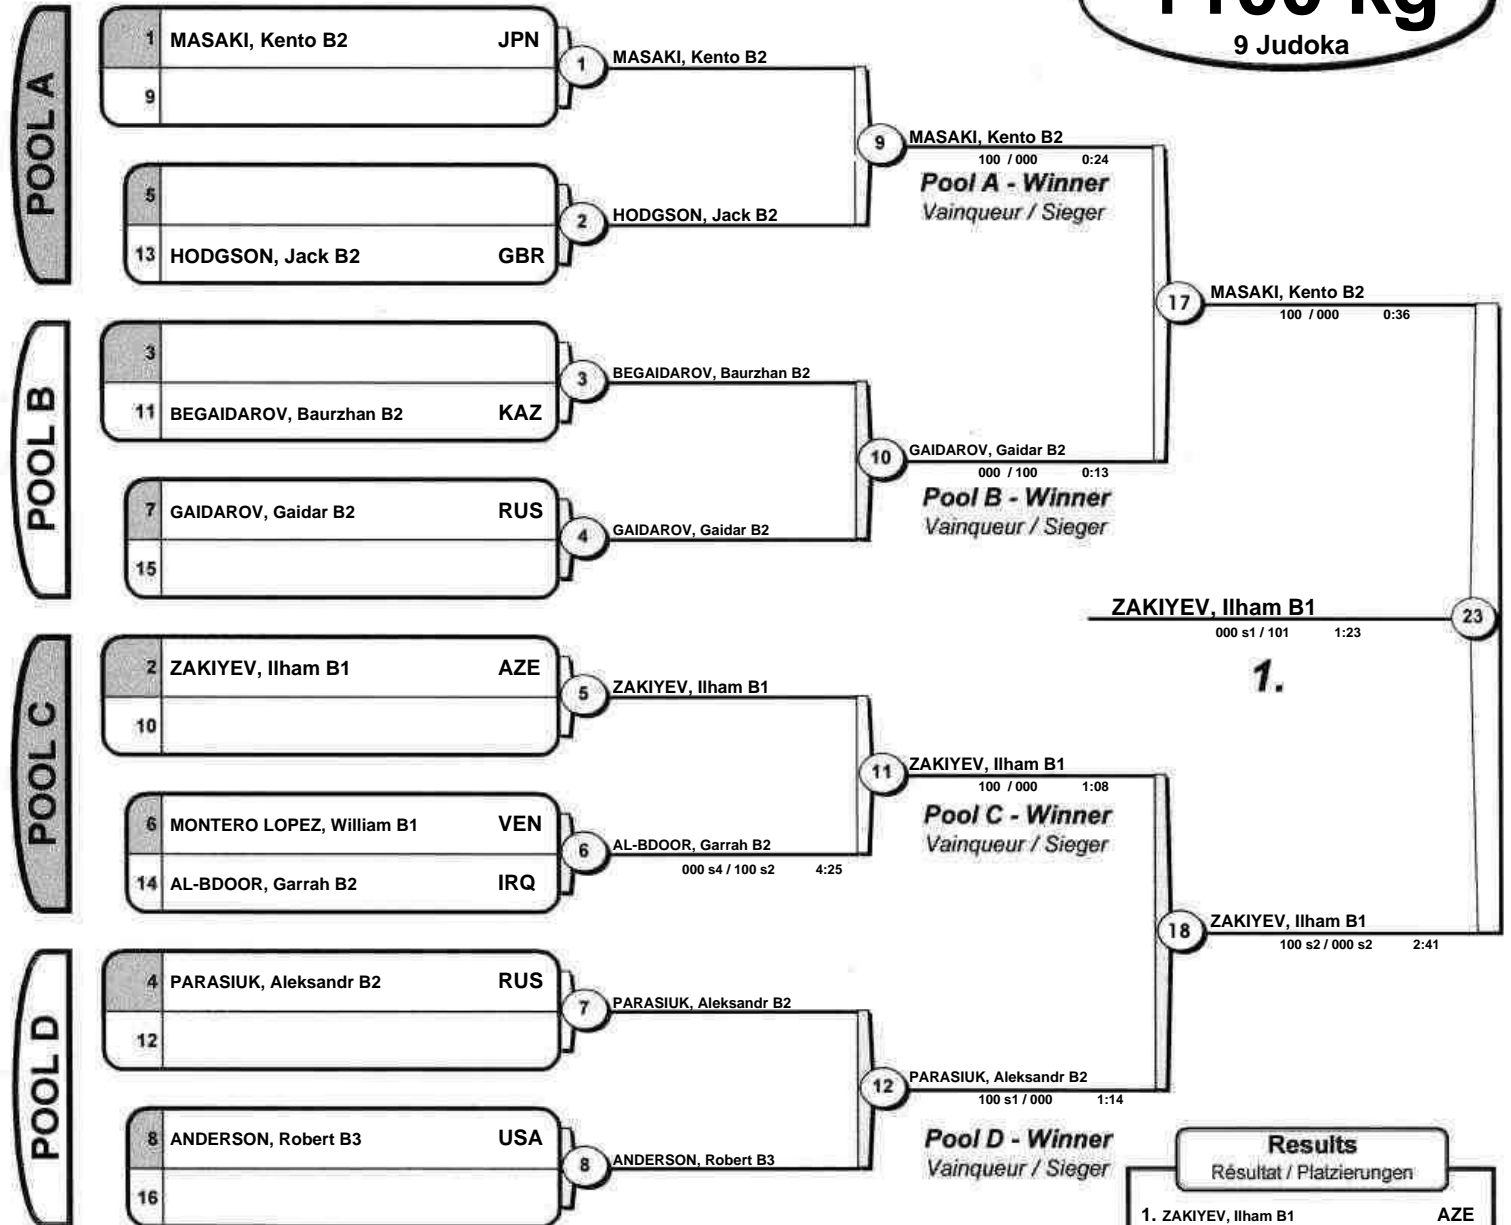 POOL A
1 MASAKI, Kento B2 JPN
9
5
13 HODGSON, Jack B2 GBR
1 MASAKI, Kento B2
2 HODGSON, Jack B2
9 MASAKI, Kento B2
100 / 000 0:24
Pool A - Winner
Vainqueur / Sieger
9 Judoka
POOL B
3
11 BEGAIDAROV, Baurzhan B2 KAZ
7 GAIDAROV, Gaidar B2 RUS
15
3 BEGAIDAROV, Baurzhan B2
4 GAIDAROV, Gaidar B2
10 GAIDAROV, Gaidar B2
000 / 100 0:13
Pool B - Winner
Vainqueur / Sieger
17 MASAKI, Kento B2
100 / 000 0:36
ZAKIYEV, Ilham B1 23
000 s1 / 101 1:23
1.
POOL C
2 ZAKIYEV, Ilham B1 AZE
10
6 MONTERO LOPEZ, William B1 VEN
14 AL-BDOOR, Garrah B2 IRQ
5 ZAKIYEV, Ilham B1
6 AL-BDOOR, Garrah B2
000 s4 / 100 s2 4:25
11 ZAKIYEV, Ilham B1
100 / 000 1:08
Pool C - Winner
Vainqueur / Sieger
18 ZAKIYEV, Ilham B1
100 s2 / 000 s2 2:41
POOL D
4 PARASIUK, Aleksandr B2 RUS
12
8 ANDERSON, Robert B3 USA
16
7 PARASIUK, Aleksandr B2
8 ANDERSON, Robert B3
12 PARASIUK, Aleksandr B2
100 s1 / 000 1:14
Pool D - Winner
Vainqueur / Sieger
Results
Résultat / Platzierungen
1. ZAKIYEV, Ilham B1 AZE